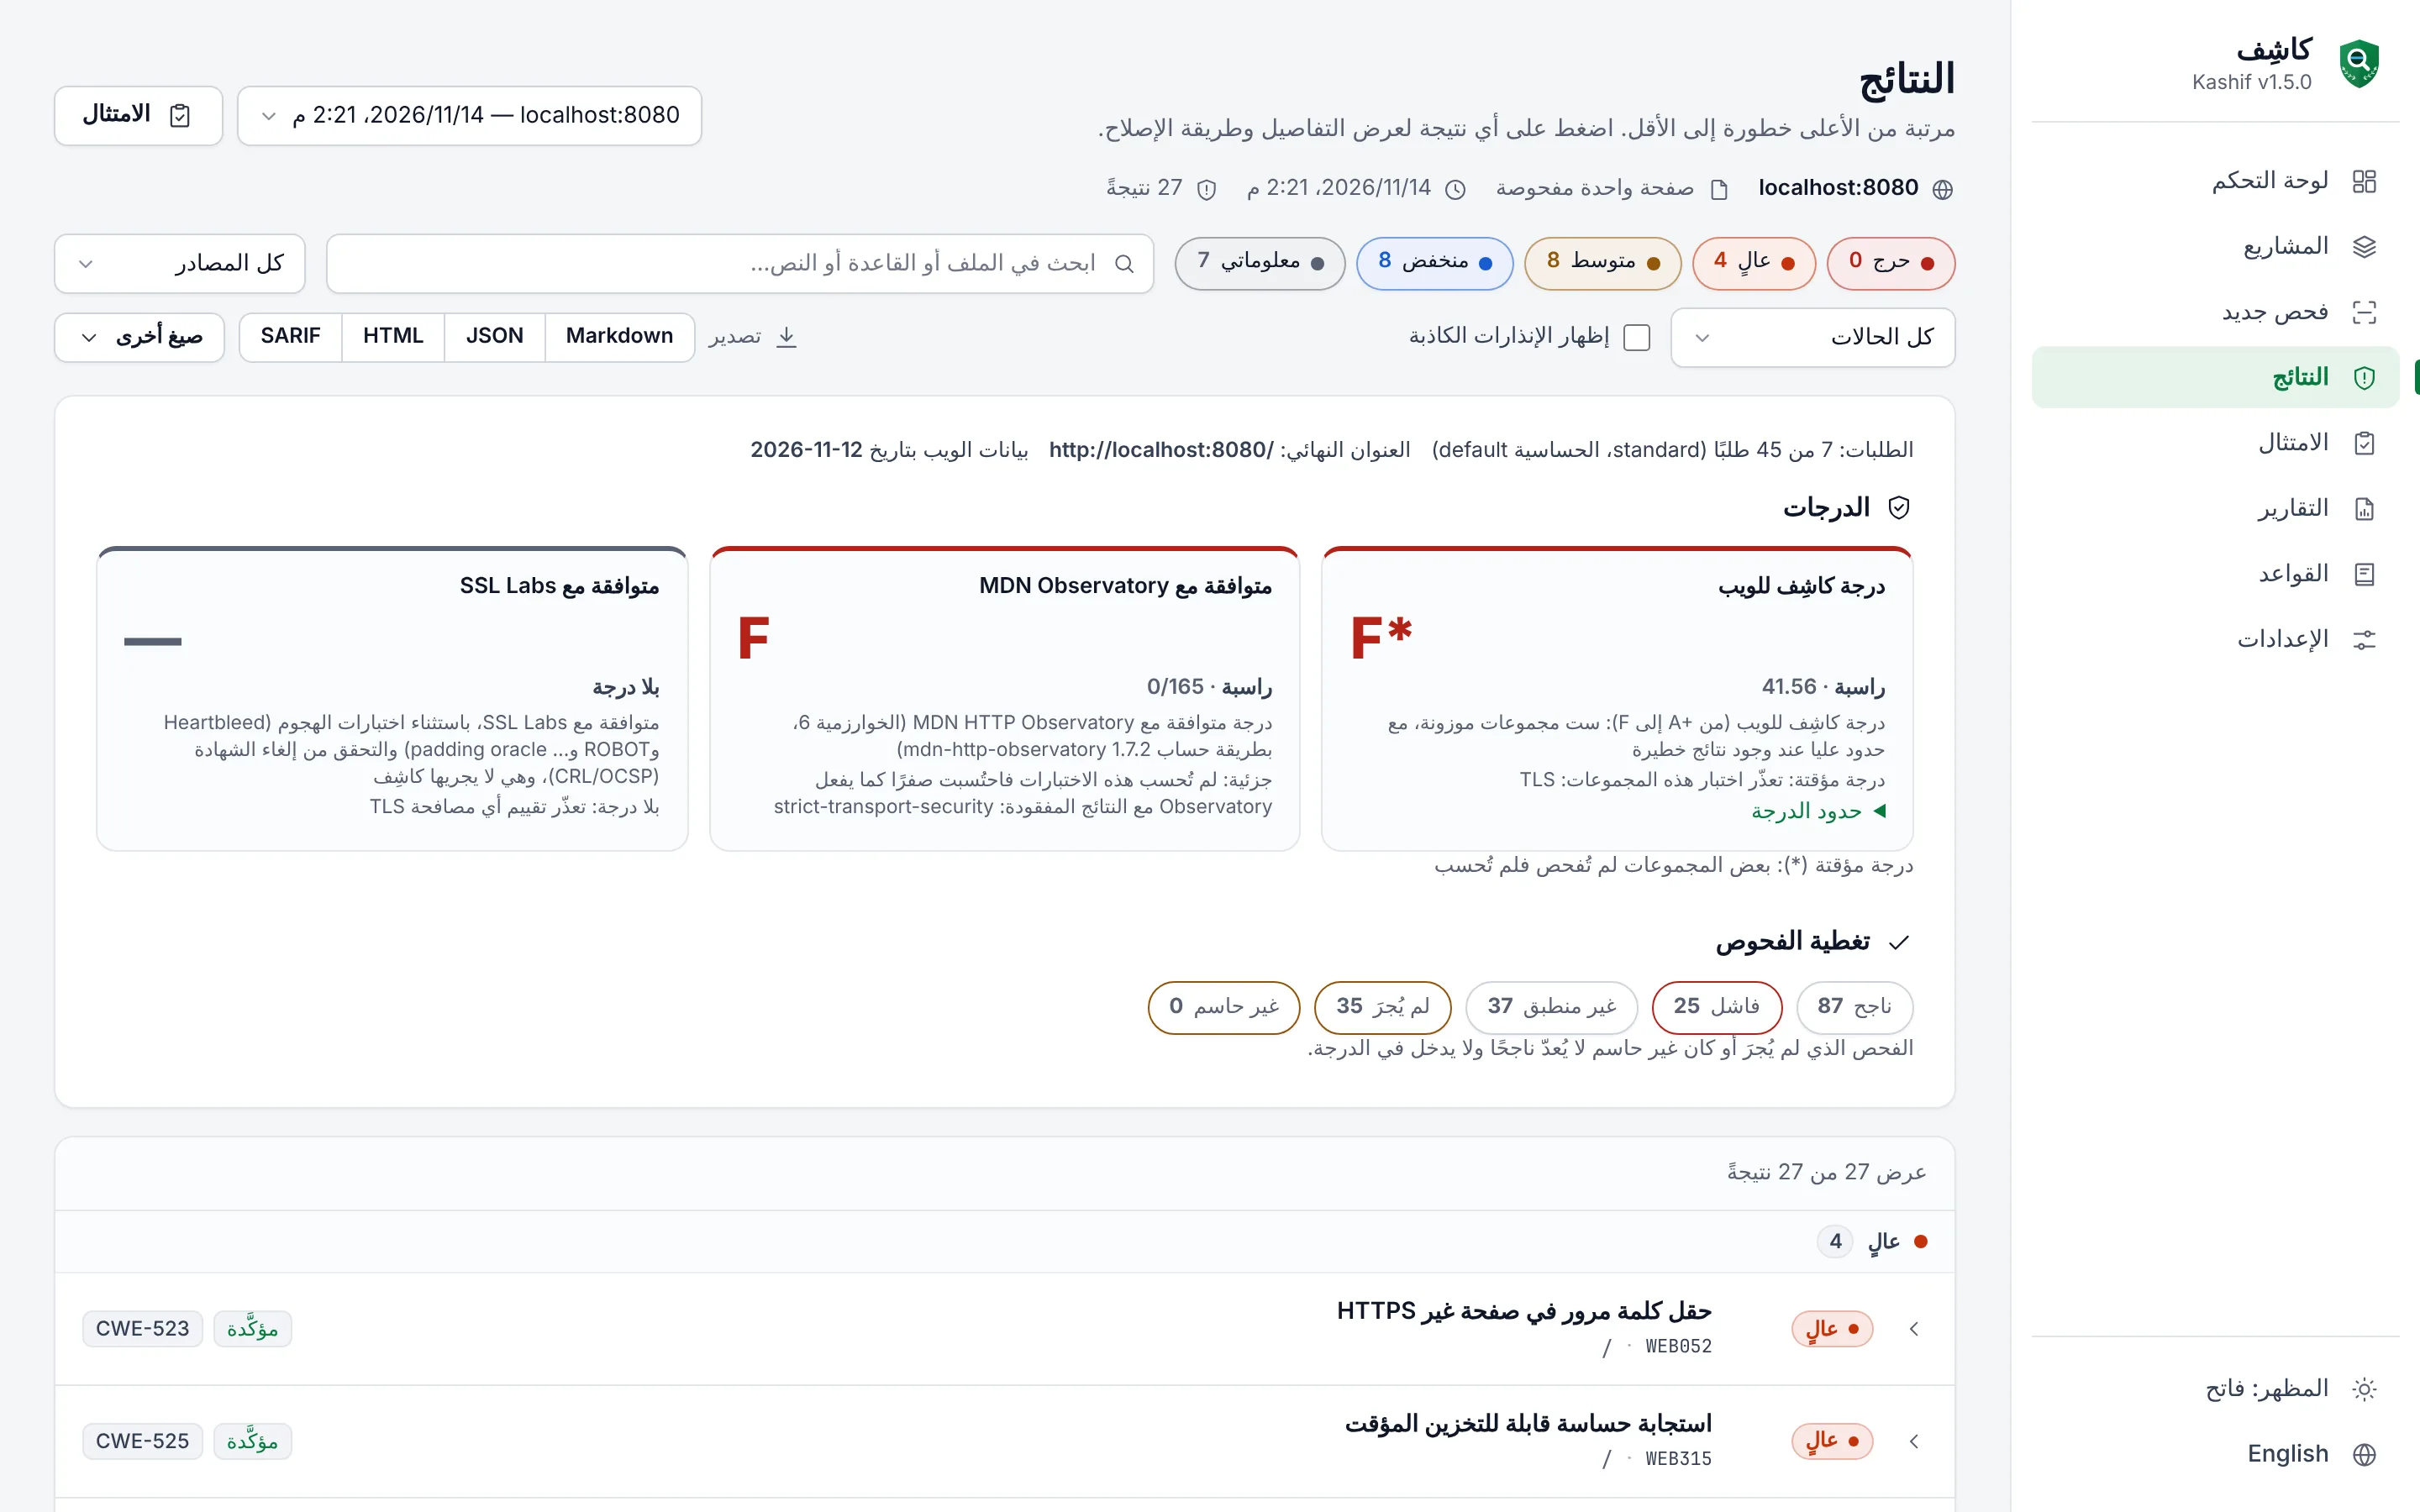 كاشِف
Kashif v1.5.0
لوحة التحكم
المشاريع
فحص جديد
النتائج
الامتثال
التقارير
القواعد
الإعدادات
المظهر: فاتح
English
النتائج
مرتبة من الأعلى خطورة إلى الأقل. اضغط على أي نتيجة لعرض التفاصيل وطريقة الإصلاح.
localhost:8080 — 2026/11/14، 2:21 م
الامتثال
localhost:8080 صفحة واحدة مفحوصة 2026/11/14، 2:21 م 27 نتيجةً
حرج 0 عالٍ 4 متوسط 8 منخفض 8 معلوماتي 7
ابحث في الملف أو القاعدة أو النص...
كل المصادر
كل الحالات
إظهار الإنذارات الكاذبة
تصدير
Markdown JSON HTML SARIF
صيغ أخرى
الطلبات: 7 من 45 طلبًا (standard، الحساسية default) العنوان النهائي: http://localhost:8080/ بيانات الويب بتاريخ 2026-11-12
الدرجات
درجة كاشِف للويب
F*
راسبة · 41.56
درجة كاشِف للويب (من A+ إلى F): ست مجموعات موزونة، مع
حدود عليا عند وجود نتائج خطيرة
درجة مؤقتة: تعذّر اختبار هذه المجموعات: TLS
◀ حدود الدرجة
متوافقة مع MDN Observatory
F
راسبة · 0/165
درجة متوافقة مع MDN HTTP Observatory (الخوارزمية 6،
بطريقة حساب mdn-http-observatory 1.7.2)
جزئية: لم تُحسب هذه الاختبارات فاحتُسبت صفرًا كما يفعل
Observatory مع النتائج المفقودة: strict-transport-security
متوافقة مع SSL Labs
—
بلا درجة
متوافقة مع SSL Labs، باستثناء اختبارات الهجوم (Heartbleed
وROBOT و... padding oracle) والتحقق من إلغاء الشهادة
(CRL/OCSP)، وهي لا يجريها كاشِف
بلا درجة: تعذّر تقييم أي مصافحة TLS
درجة مؤقتة (*): بعض المجموعات لم تُفحص فلم تُحسب
تغطية الفحوص
ناجح 87 فاشل 25 غير منطبق 37 لم يُجرَ 35 غير حاسم 0
الفحص الذي لم يُجرَ أو كان غير حاسم لا يُعدّ ناجحًا ولا يدخل في الدرجة.
عرض 27 من 27 نتيجةً
عالٍ 4
عالٍ
حقل كلمة مرور في صفحة غير HTTPS
WEB052 · /
مؤكَّدة CWE-523
عالٍ
استجابة حساسة قابلة للتخزين المؤقت
WEB315 · /
مؤكَّدة CWE-525